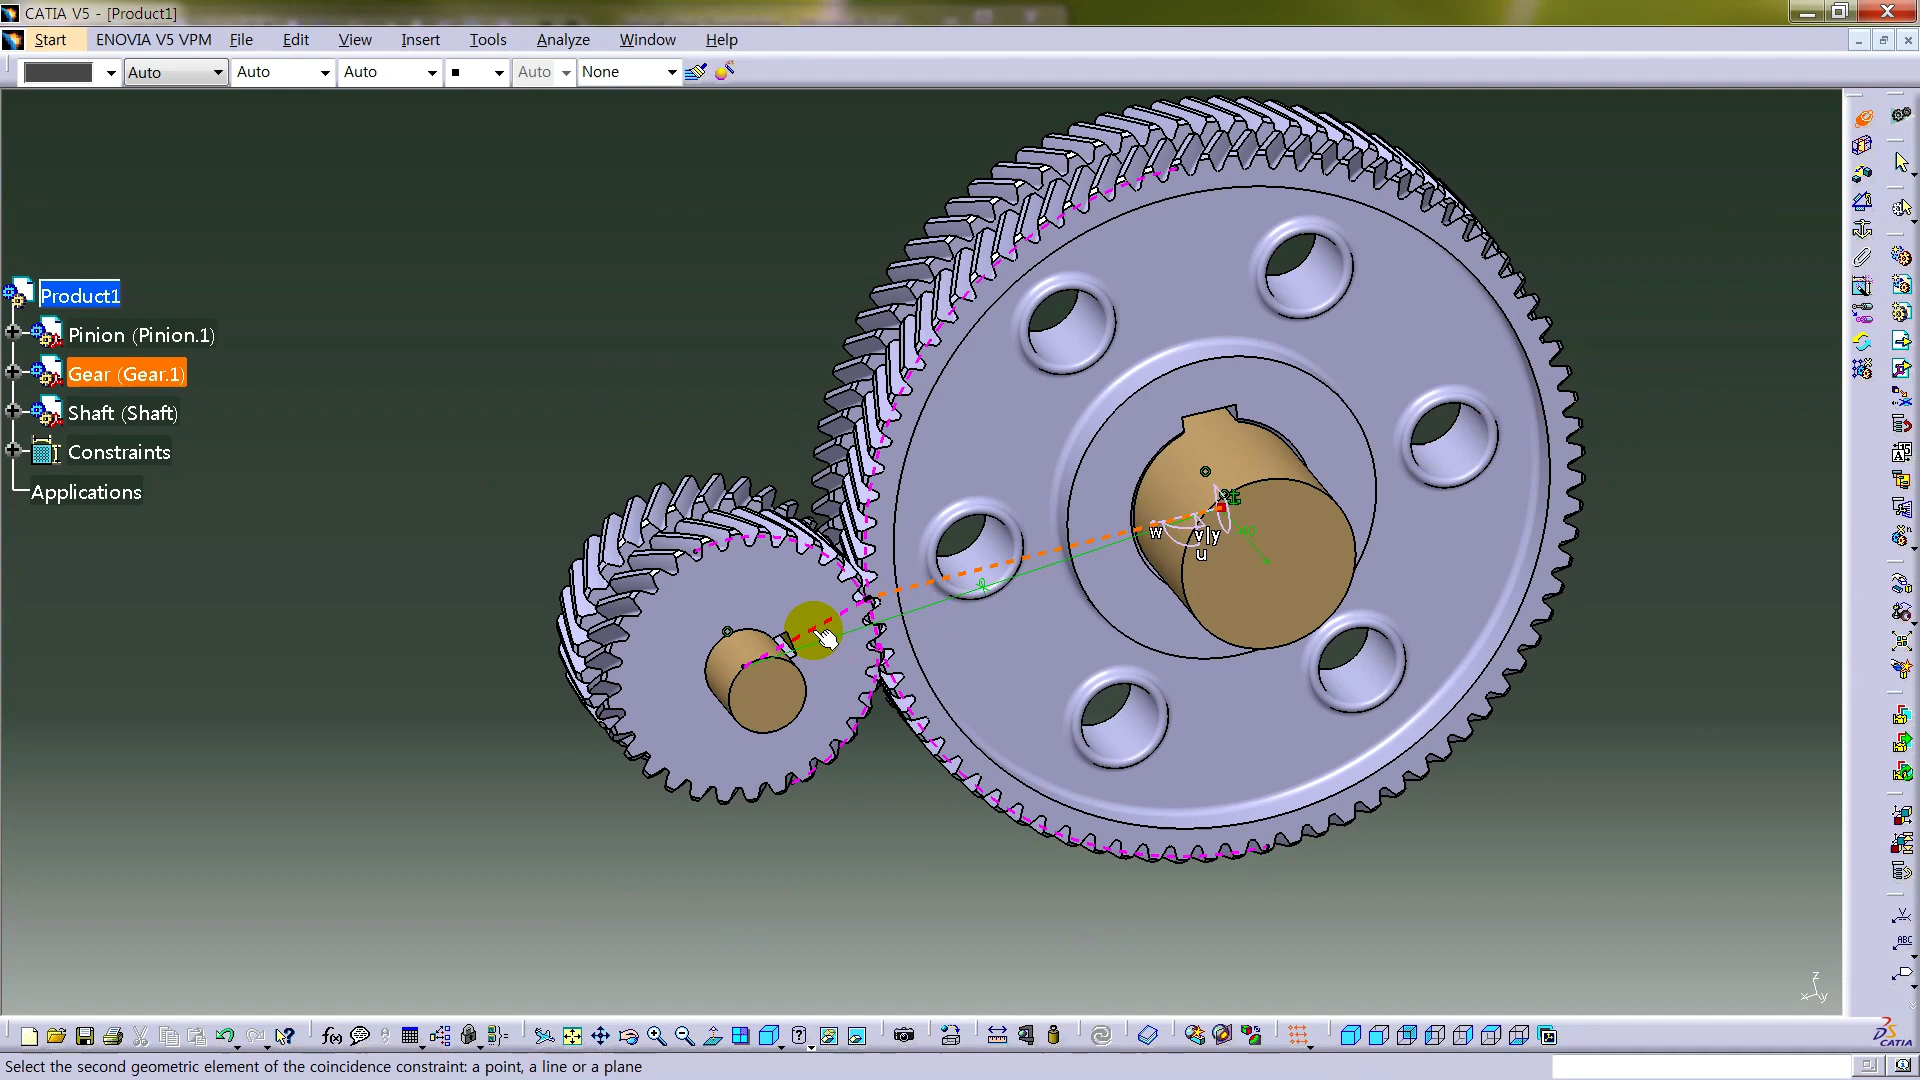 CATIA V5 - [Product1]
Start ENOVIA V5 VPM File Edit View Insert Tools Analyze Window Help
Auto Auto Auto Auto None
Product1
Pinion (Pinion.1)
Gear (Gear.1)
Shaft (Shaft)
Constraints
Applications
w v|y
u
z
x y
ABC
f(x)
CATIA
Select the second geometric element of the coincidence constraint: a point, a line or a plane